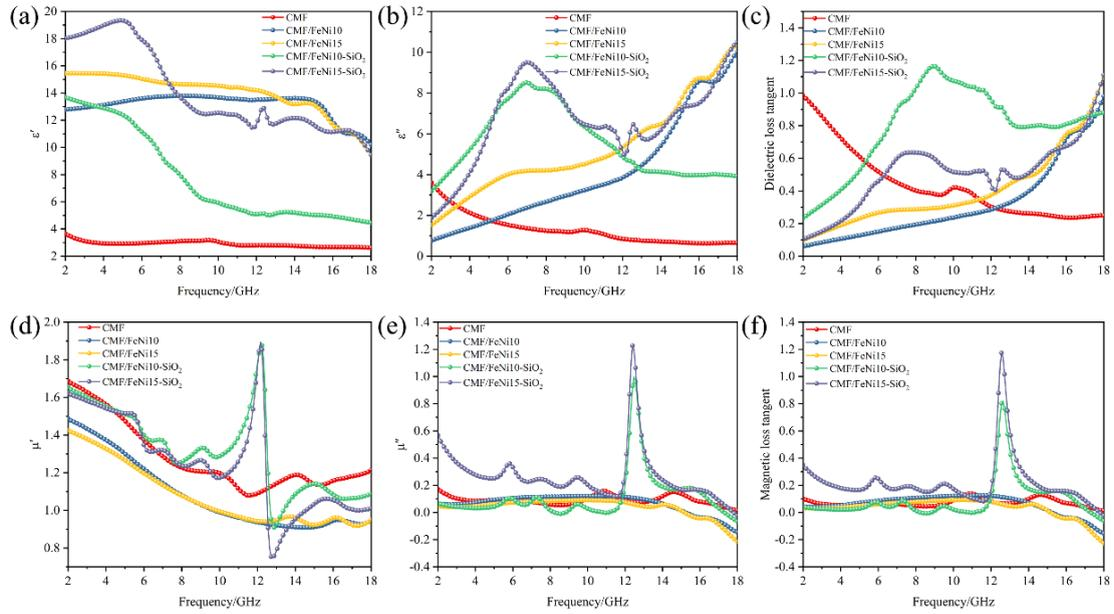 (a)
20
18
16
14
12
10
8
6
4
2
ε′
CMF
CMF/FeNi10
CMF/FeNi15
CMF/FeNi10-SiO₂
CMF/FeNi15-SiO₂
2 4 6 8 10 12 14 16 18
Frequency/GHz
(b)
12
10
8
6
4
2
0
ε″
CMF
CMF/FeNi10
CMF/FeNi15
CMF/FeNi10-SiO₂
CMF/FeNi15-SiO₂
2 4 6 8 10 12 14 16 18
Frequency/GHz
(c)
1.4
1.2
1.0
0.8
0.6
0.4
0.2
0.0
Dielectric loss tangent
CMF
CMF/FeNi10
CMF/FeNi15
CMF/FeNi10-SiO₂
CMF/FeNi15-SiO₂
2 4 6 8 10 12 14 16 18
Frequency/GHz
(d)
2.0
1.8
1.6
1.4
1.2
1.0
0.8
μ′
CMF
CMF/FeNi10
CMF/FeNi15
CMF/FeNi10-SiO₂
CMF/FeNi15-SiO₂
2 4 6 8 10 12 14 16 18
Frequency/GHz
(e)
1.4
1.2
1.0
0.8
0.6
0.4
0.2
0.0
-0.2
-0.4
μ″
CMF
CMF/FeNi10
CMF/FeNi15
CMF/FeNi10-SiO₂
CMF/FeNi15-SiO₂
2 4 6 8 10 12 14 16 18
Frequency/GHz
(f)
1.4
1.2
1.0
0.8
0.6
0.4
0.2
0.0
-0.2
-0.4
Magnetic loss tangent
CMF
CMF/FeNi10
CMF/FeNi15
CMF/FeNi10-SiO₂
CMF/FeNi15-SiO₂
2 4 6 8 10 12 14 16 18
Frequency/GHz